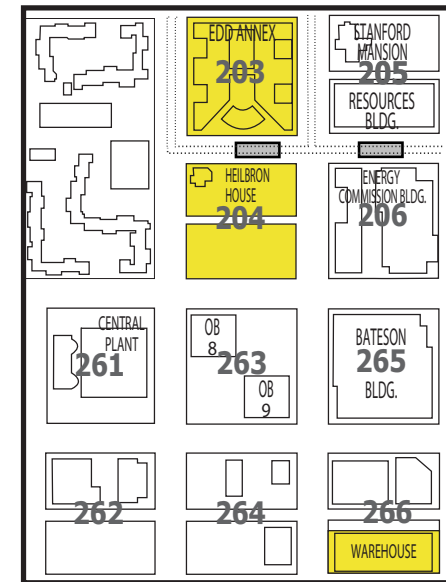 EDD ANNEX
203
STANFORD
MANSION
205
RESOURCES
BLDG.
HEILBRON
HOUSE
204
ENERGY
COMMISSION BLDG.
206
CENTRAL
PLANT
261
OB
8
263
OB
9
BATESON
265
BLDG.
262
264
266
WAREHOUSE